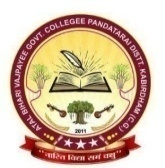 ATAL BIHARI VAJPAYEE GOVT. COLLEGEE PANDATARAI DISTT. KABIRDHAM (C.G.)
2011
नास्ति विद्या समं चक्षु